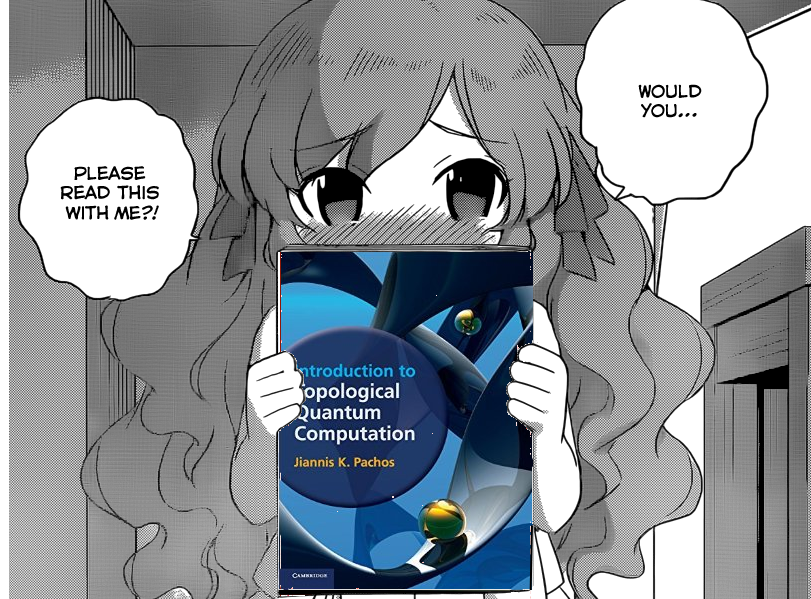 WOULD
YOU...
PLEASE
READ THIS
WITH ME?!
ntroduction to
opological
Quantum
Computation
Jiannis K. Pachos
CAMBRIDGE